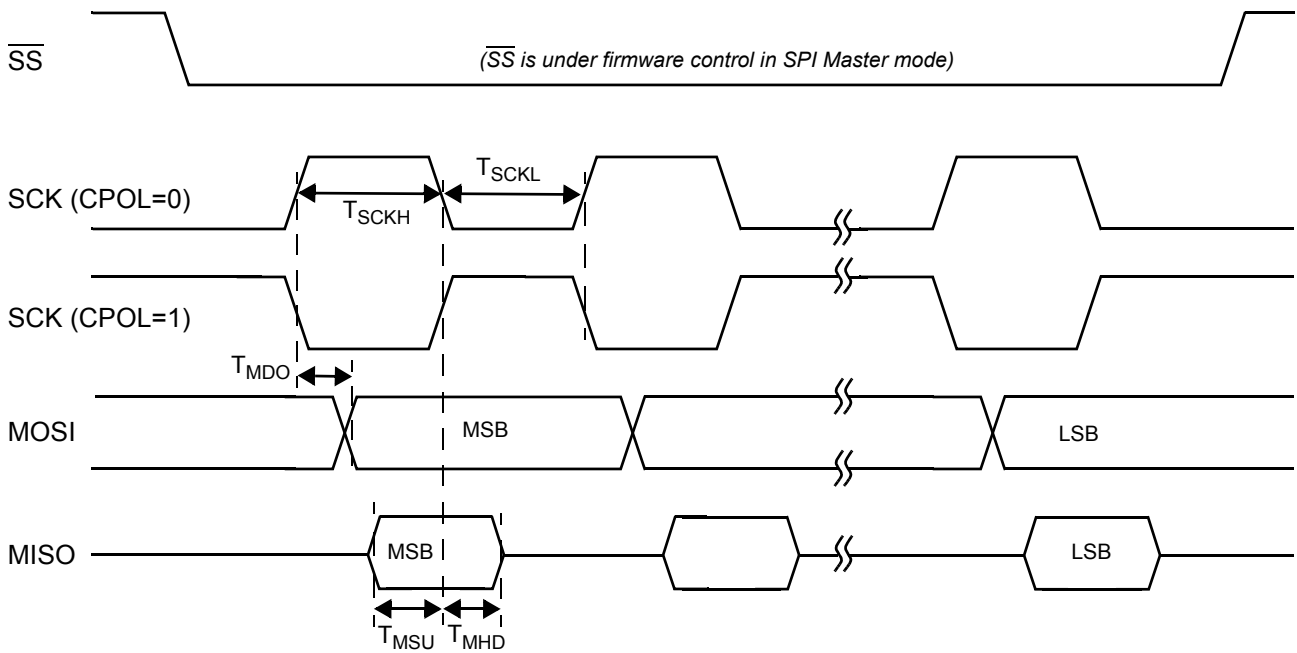 SS
(SS is under firmware control in SPI Master mode)
SCK (CPOL=0)
TSCKH
TSCKL
SCK (CPOL=1)
TMDO
MOSI
MSB
LSB
MISO
MSB
LSB
TMSU
TMHD